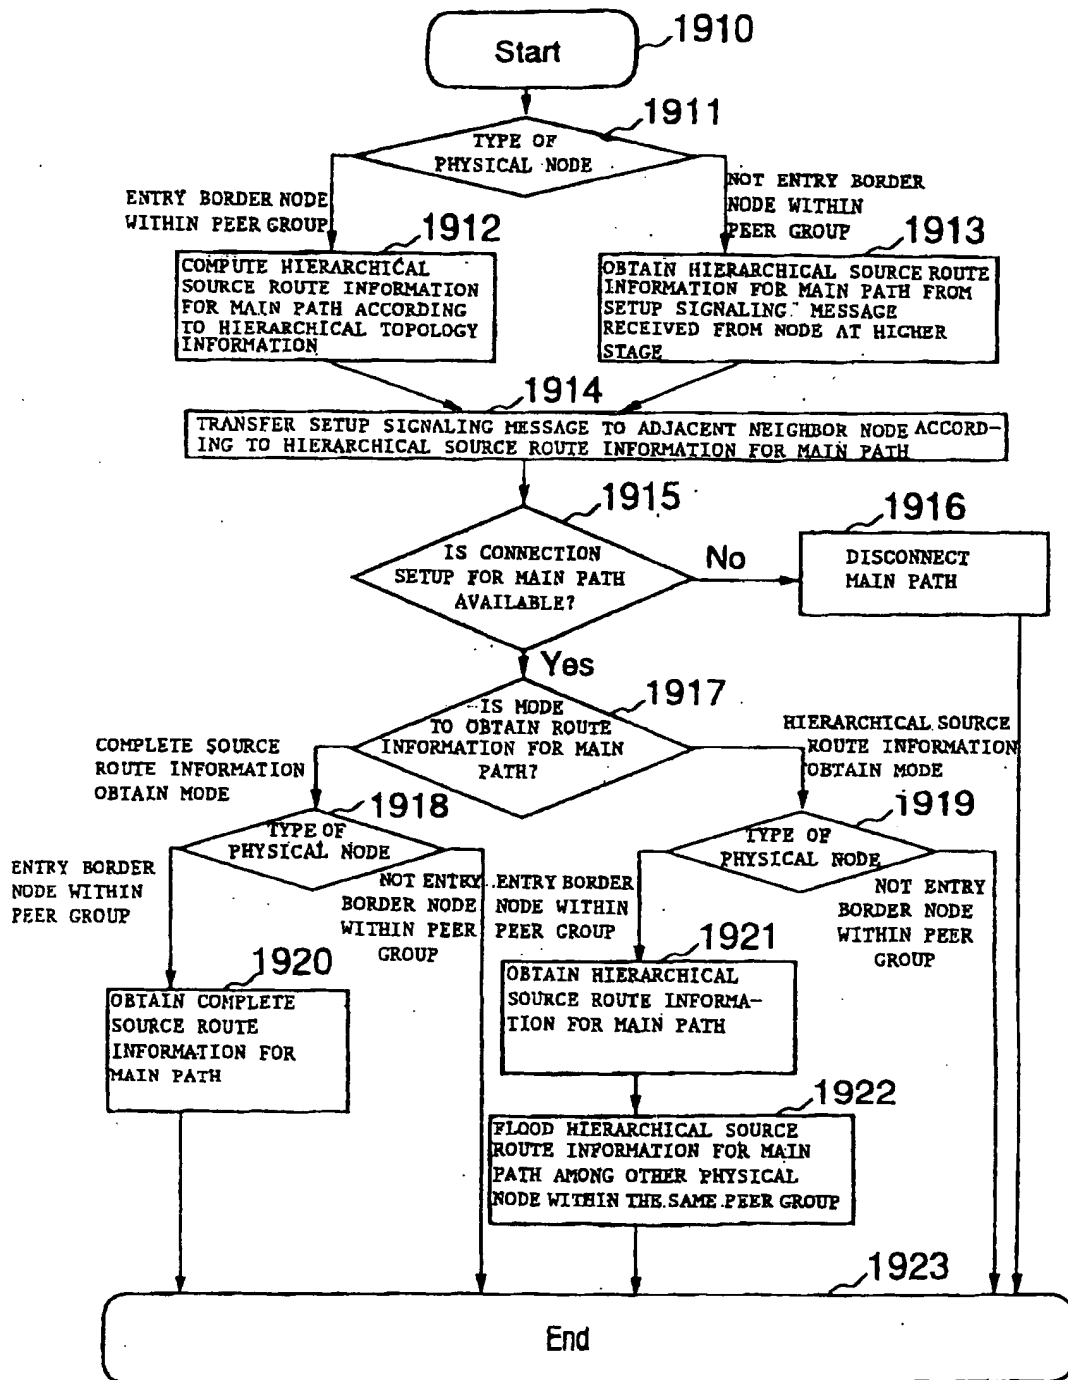 Start
1910
1911
TYPE OF
PHYSICAL NODE
ENTRY BORDER NODE
WITHIN PEER GROUP
NOT ENTRY BORDER
NODE WITHIN
PEER GROUP
1912
1913
COMPUTE HIERARCHICAL
SOURCE ROUTE INFORMATION
FOR MAIN PATH ACCORDING
TO HIERARCHICAL TOPOLOGY
INFORMATION
OBTAIN HIERARCHICAL SOURCE ROUTE
INFORMATION FOR MAIN PATH FROM
SETUP SIGNALING MESSAGE
RECEIVED FROM NODE AT HIGHER
STAGE
1914
TRANSFER SETUP SIGNALING MESSAGE TO ADJACENT NEIGHBOR NODE ACCORD-
ING TO HIERARCHICAL SOURCE ROUTE INFORMATION FOR MAIN PATH
1915
IS CONNECTION
SETUP FOR MAIN PATH
AVAILABLE?
No
1916
DISCONNECT
MAIN PATH
Yes
1917
IS MODE
TO OBTAIN ROUTE
INFORMATION FOR MAIN
PATH?
COMPLETE SOURCE
ROUTE INFORMATION
OBTAIN MODE
HIERARCHICAL SOURCE
ROUTE INFORMATION
OBTAIN MODE
1918
TYPE OF
PHYSICAL NODE
1919
TYPE OF
PHYSICAL NODE
ENTRY BORDER
NODE WITHIN
PEER GROUP
NOT ENTRY
BORDER NODE
WITHIN PEER
GROUP
ENTRY BORDER
NODE WITHIN
PEER GROUP
NOT ENTRY
BORDER NODE
WITHIN PEER
GROUP
1920
OBTAIN COMPLETE
SOURCE ROUTE
INFORMATION FOR
MAIN PATH
1921
OBTAIN HIERARCHICAL
SOURCE ROUTE INFORMA-
TION FOR MAIN PATH
1922
FLOOD HIERARCHICAL SOURCE
ROUTE INFORMATION FOR MAIN
PATH AMONG OTHER PHYSICAL
NODE WITHIN THE SAME PEER GROUP
1923
End